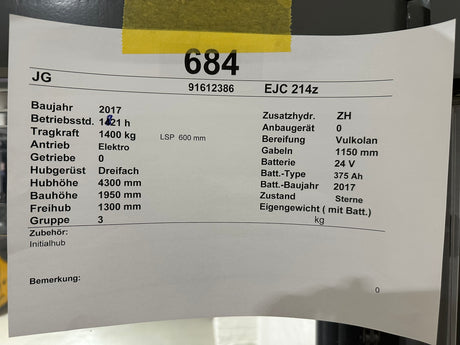 684
JG 91612386 EJC 214z
Baujahr 2017
Betriebsstd. h
Tragkraft 1400 kg LSP 600 mm
Antrieb Elektro
Getriebe 0
Hubgerüst Dreifach
Hubhöhe 4300 mm
Bauhöhe 1950 mm
Freihub 1300 mm
Gruppe 3
Zusatzhydr. ZH
Anbaugerät 0
Bereifung Vulkolan
Gabeln 1150 mm
Batterie 24 V
Batt.-Type 375 Ah
Batt.-Baujahr 2017
Zustand Sterne
Eigengewicht ( mit Batt.)
kg
Zubehör:
Initialhub
Bemerkung:
0